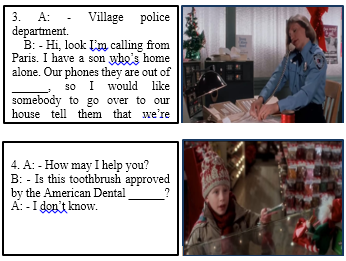 3. A: - Village police
department.
B: - Hi, look I'm calling from
Paris. I have a son who's home
alone. Our phones they are out of
______, so I would like
somebody to go over to our
house tell them that we're
4. A: - How may I help you?
B: - Is this toothbrush approved
by the American Dental ______?
A: - I don't know.